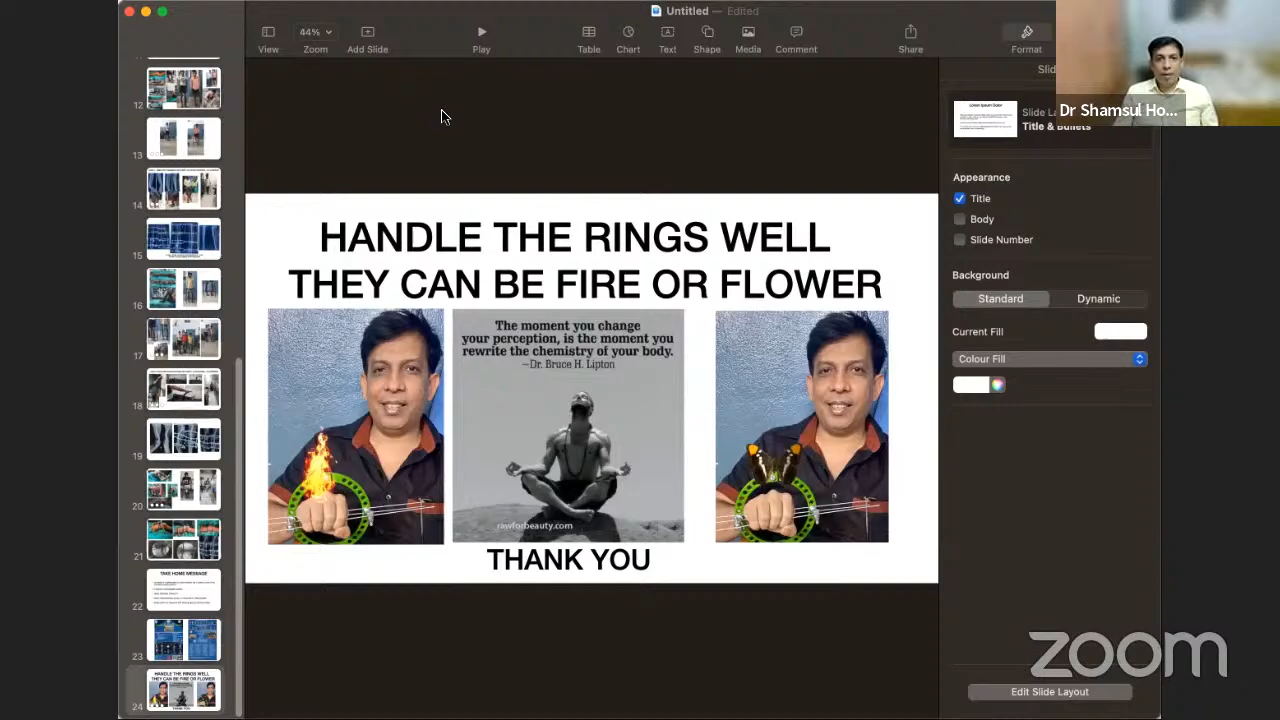 Untitled — Edited
View
44%
Zoom
Add Slide
Play
Table
Chart
Text
Shape
Media
Comment
Share
Format
Dr Shamsul Ho...
Title & Bullets
Appearance
Title
Body
Slide Number
Background
Standard
Dynamic
Current Fill
Colour Fill
Edit Slide Layout
HANDLE THE RINGS WELL
THEY CAN BE FIRE OR FLOWER
The moment you change
your perception, is the moment you
rewrite the chemistry of your body.
—Dr. Bruce H. Lipton
rawforbeauty.com
THANK YOU
12
13
14
15
16
17
18
19
20
21
TAKE HOME MESSAGE
22
23
HANDLE THE RINGS WELL
THEY CAN BE FIRE OR FLOWER
THANK YOU
24
zoom